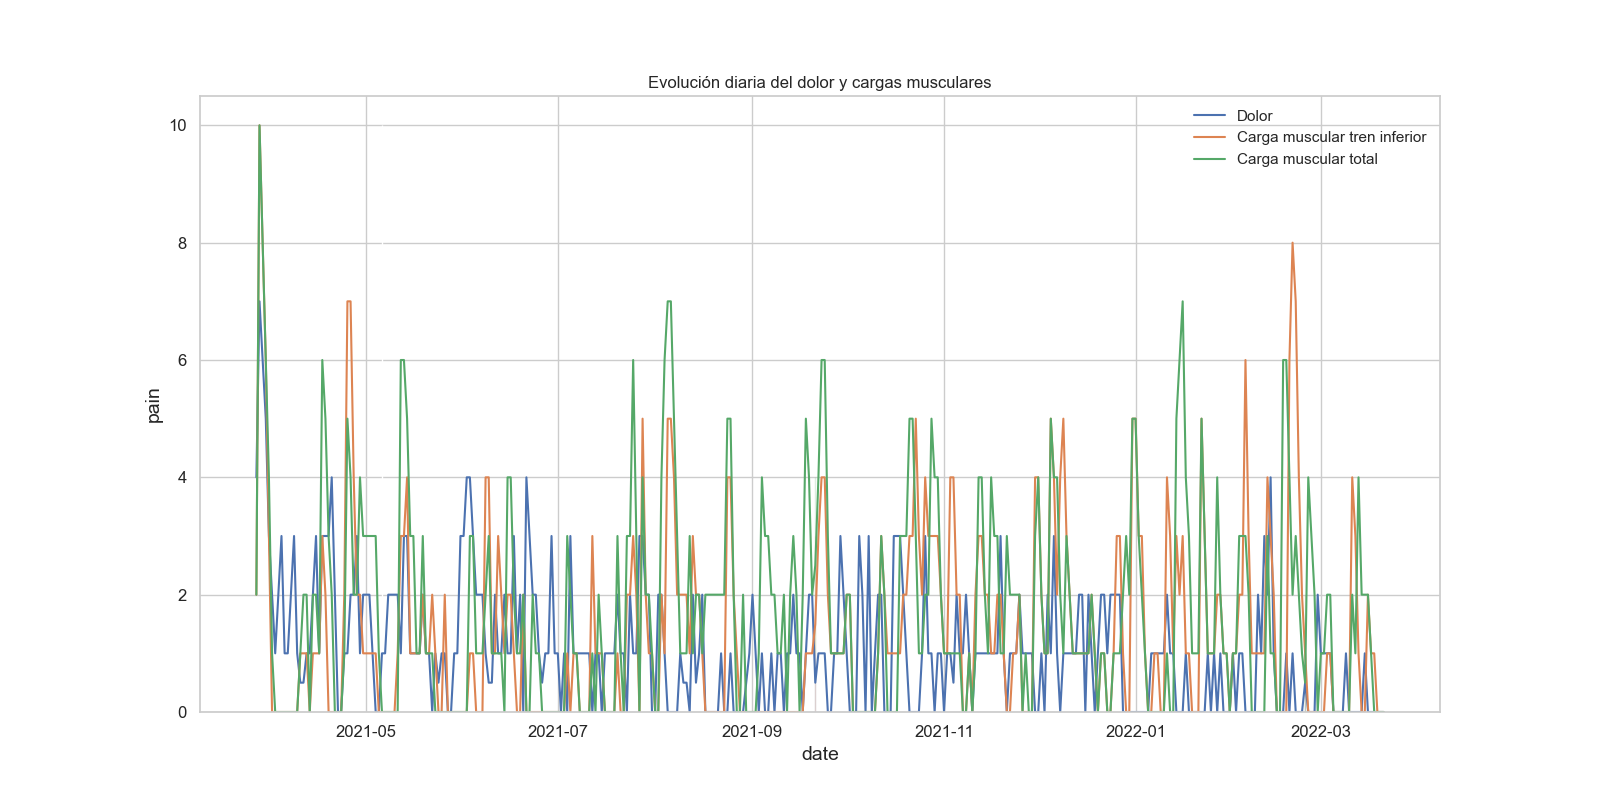 Evolución diaria del dolor y cargas musculares
Dolor
Carga muscular tren inferior
Carga muscular total
pain
10
8
6
4
2
0
2021-05
2021-07
2021-09
2021-11
2022-01
2022-03
date